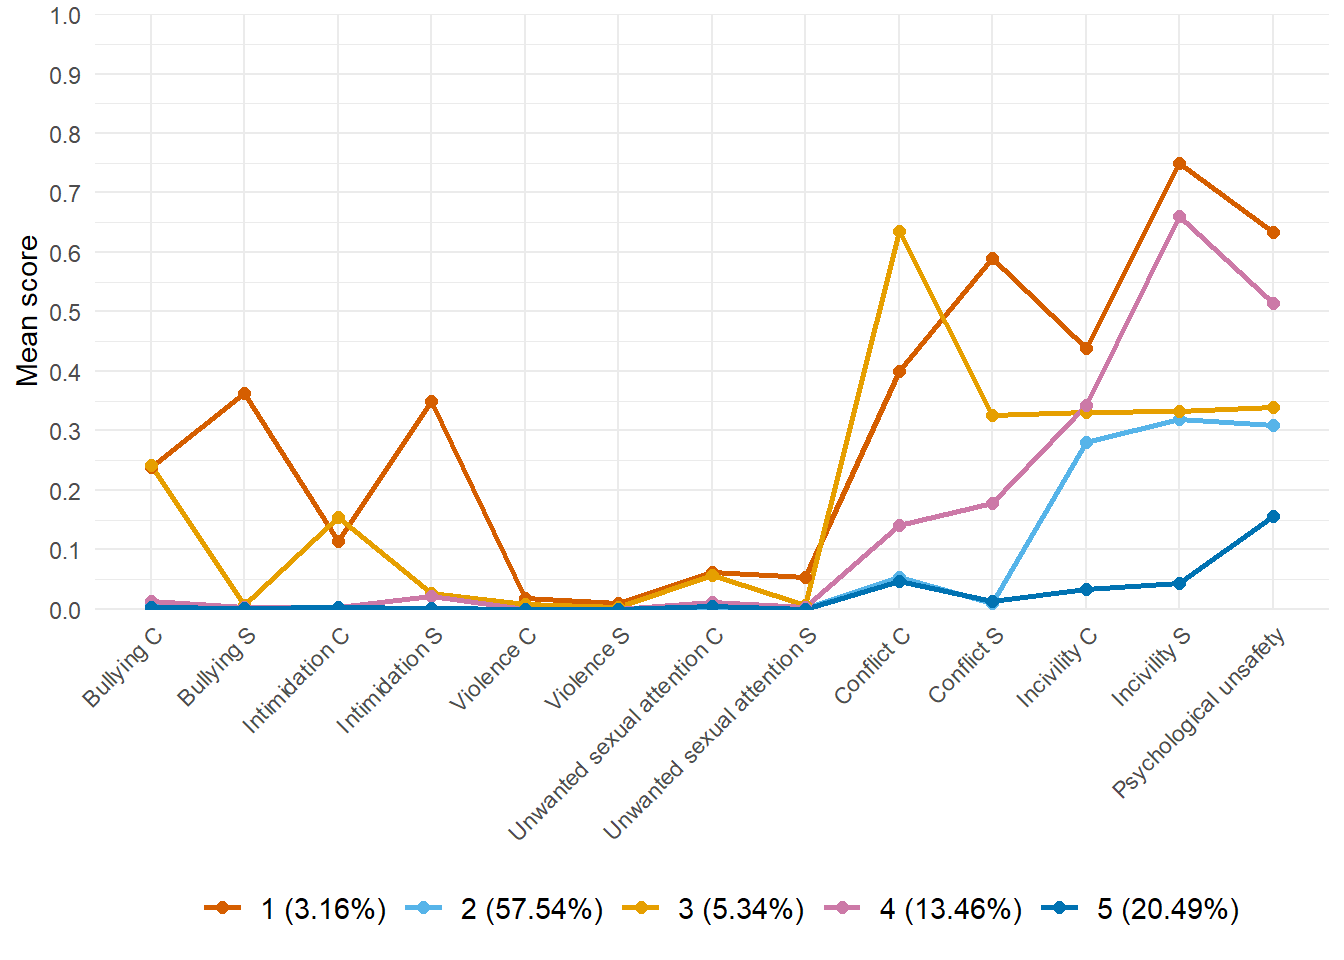 1.0
0.9
0.8
0.7
0.6
0.5
0.4
0.3
0.2
0.1
0.0
Mean score
Bullying C
Bullying S
Intimidation C
Intimidation S
Violence C
Violence S
Unwanted sexual attention C
Unwanted sexual attention S
Conflict C
Conflict S
Incivility C
Incivility S
Psychological unsafety
1 (3.16%) 2 (57.54%) 3 (5.34%) 4 (13.46%) 5 (20.49%)